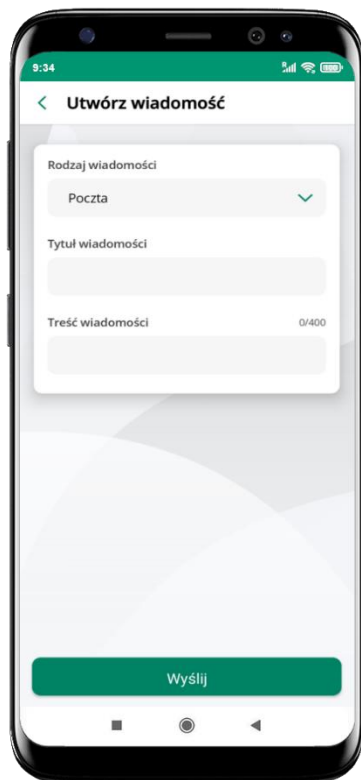 9:34
Utwórz wiadomość
Rodzaj wiadomości
Poczta
Tytuł wiadomości
Treść wiadomości 0/400
Wyślij